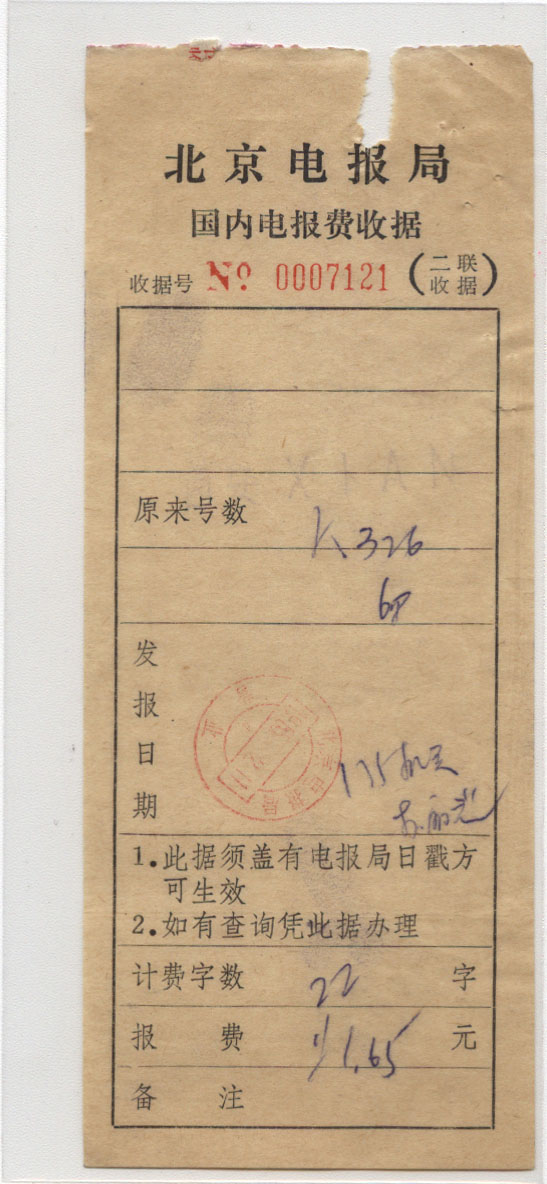 北京电报局
国内电报费收据
收据号 № 0007121 (二联收据)
原来号数
326
发报日期
1.此据须盖有电报局日戳方
可生效
2.如有查询凭此据办理
计费字数 22 字
报费 1.65 元
备注